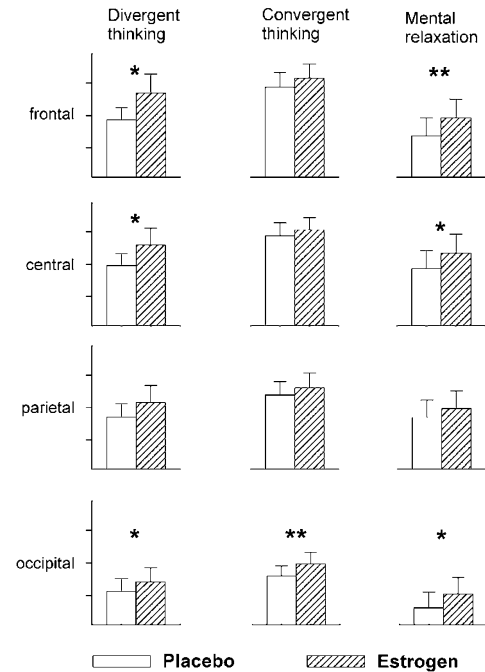 Divergent thinking
Convergent thinking
Mental relaxation
frontal
*
**
central
*
*
parietal
occipital
*
**
*
Placebo
Estrogen